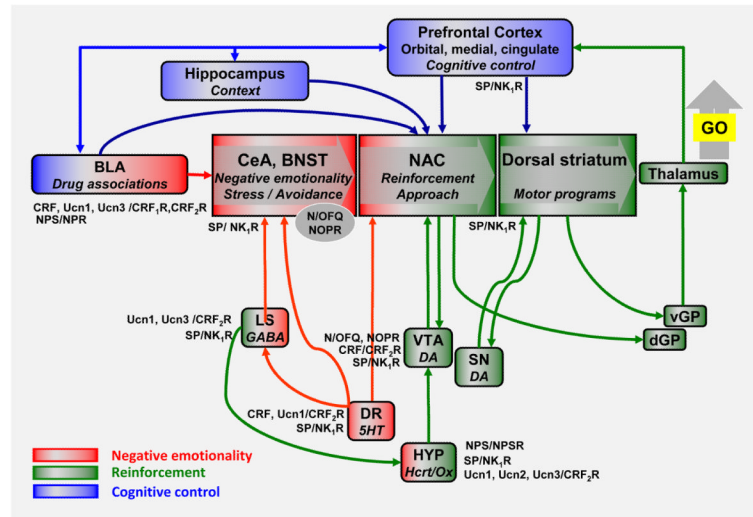 Prefrontal Cortex
Orbital, medial, cingulate
Cognitive control
SP/NK₁R
Hippocampus
Context
GO
BLA
Drug associations
CRF, Ucn1, Ucn3 /CRF₁R,CRF₂R
NPS/NPR
CeA, BNST
Negative emotionality
Stress / Avoidance
SP/ NK₁R
N/OFQ
NOPR
NAC
Reinforcement
Approach
Dorsal striatum
Motor programs
SP/NK₁R
Thalamus
Ucn1, Ucn3 /CRF₂R
SP/NK₁R
LS
GABA
N/OFQ, NOPR
CRF/CRF₂R
SP/NK₁R
VTA
DA
SN
DA
vGP
dGP
CRF, Ucn1/CRF₂R
SP/NK₁R
DR
5HT
HYP
Hcrt/Ox
NPS/NPSR
SP/NK₁R
Ucn1, Ucn2, Ucn3/CRF₂R
Negative emotionality
Reinforcement
Cognitive control